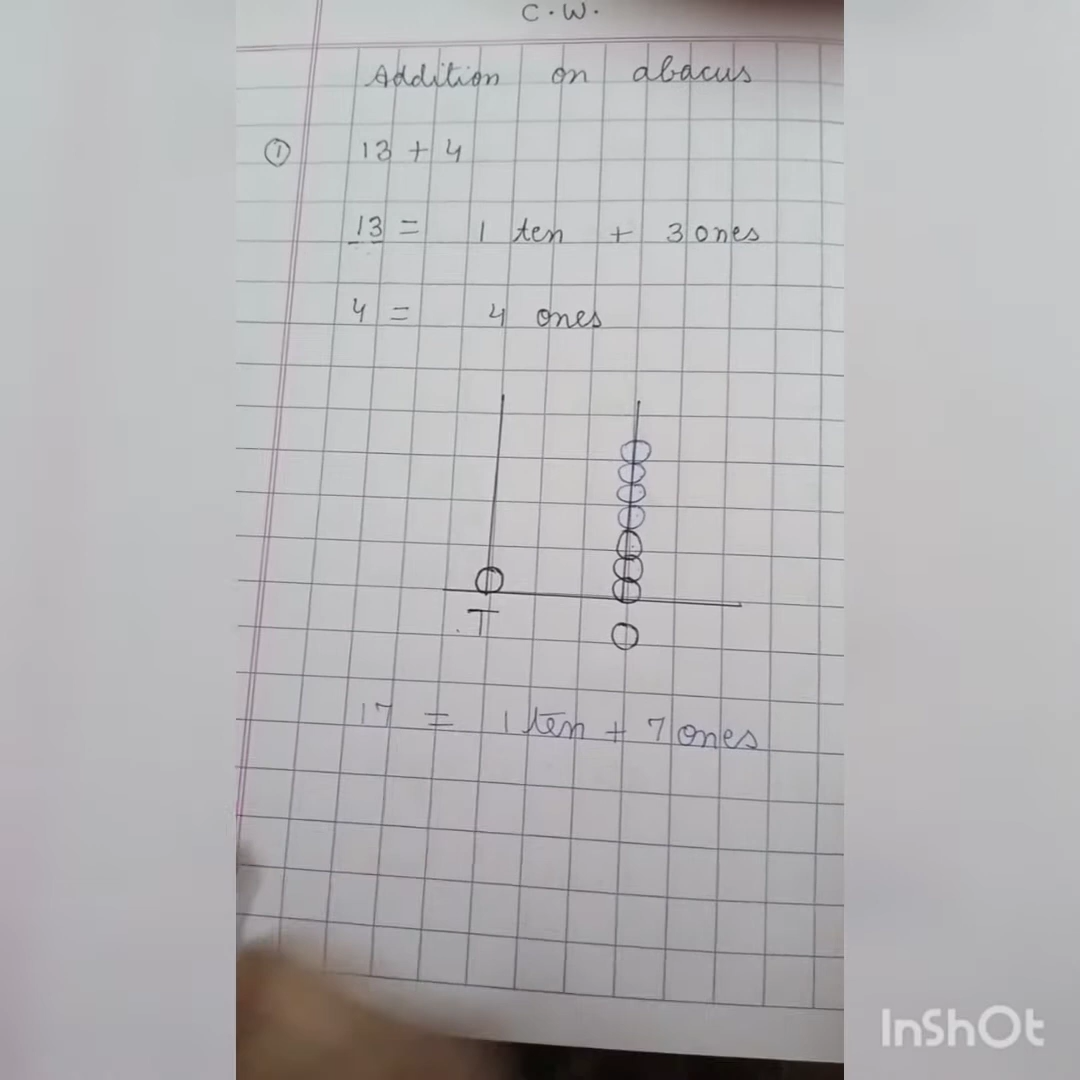 C.W.
Addition on abacus
① 13 + 4
13 = 1 ten + 3 ones
4 = 4 ones
T O
17 = 1 ten + 7 ones
InShOt